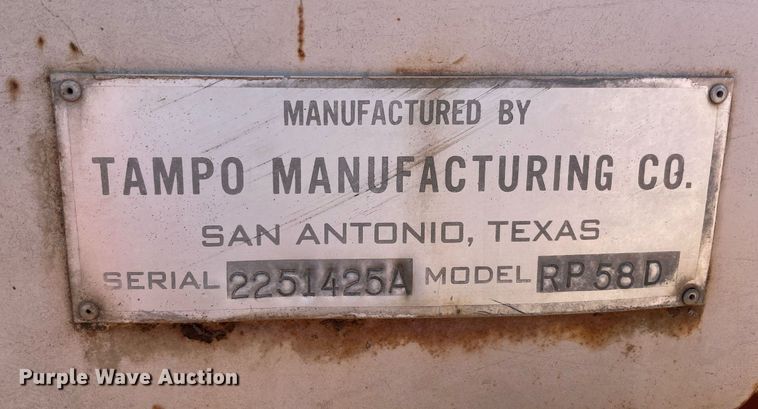 MANUFACTURED BY
TAMPO MANUFACTURING CO.
SAN ANTONIO, TEXAS
SERIAL 2251425A MODEL RP58D
Purple Wave Auction